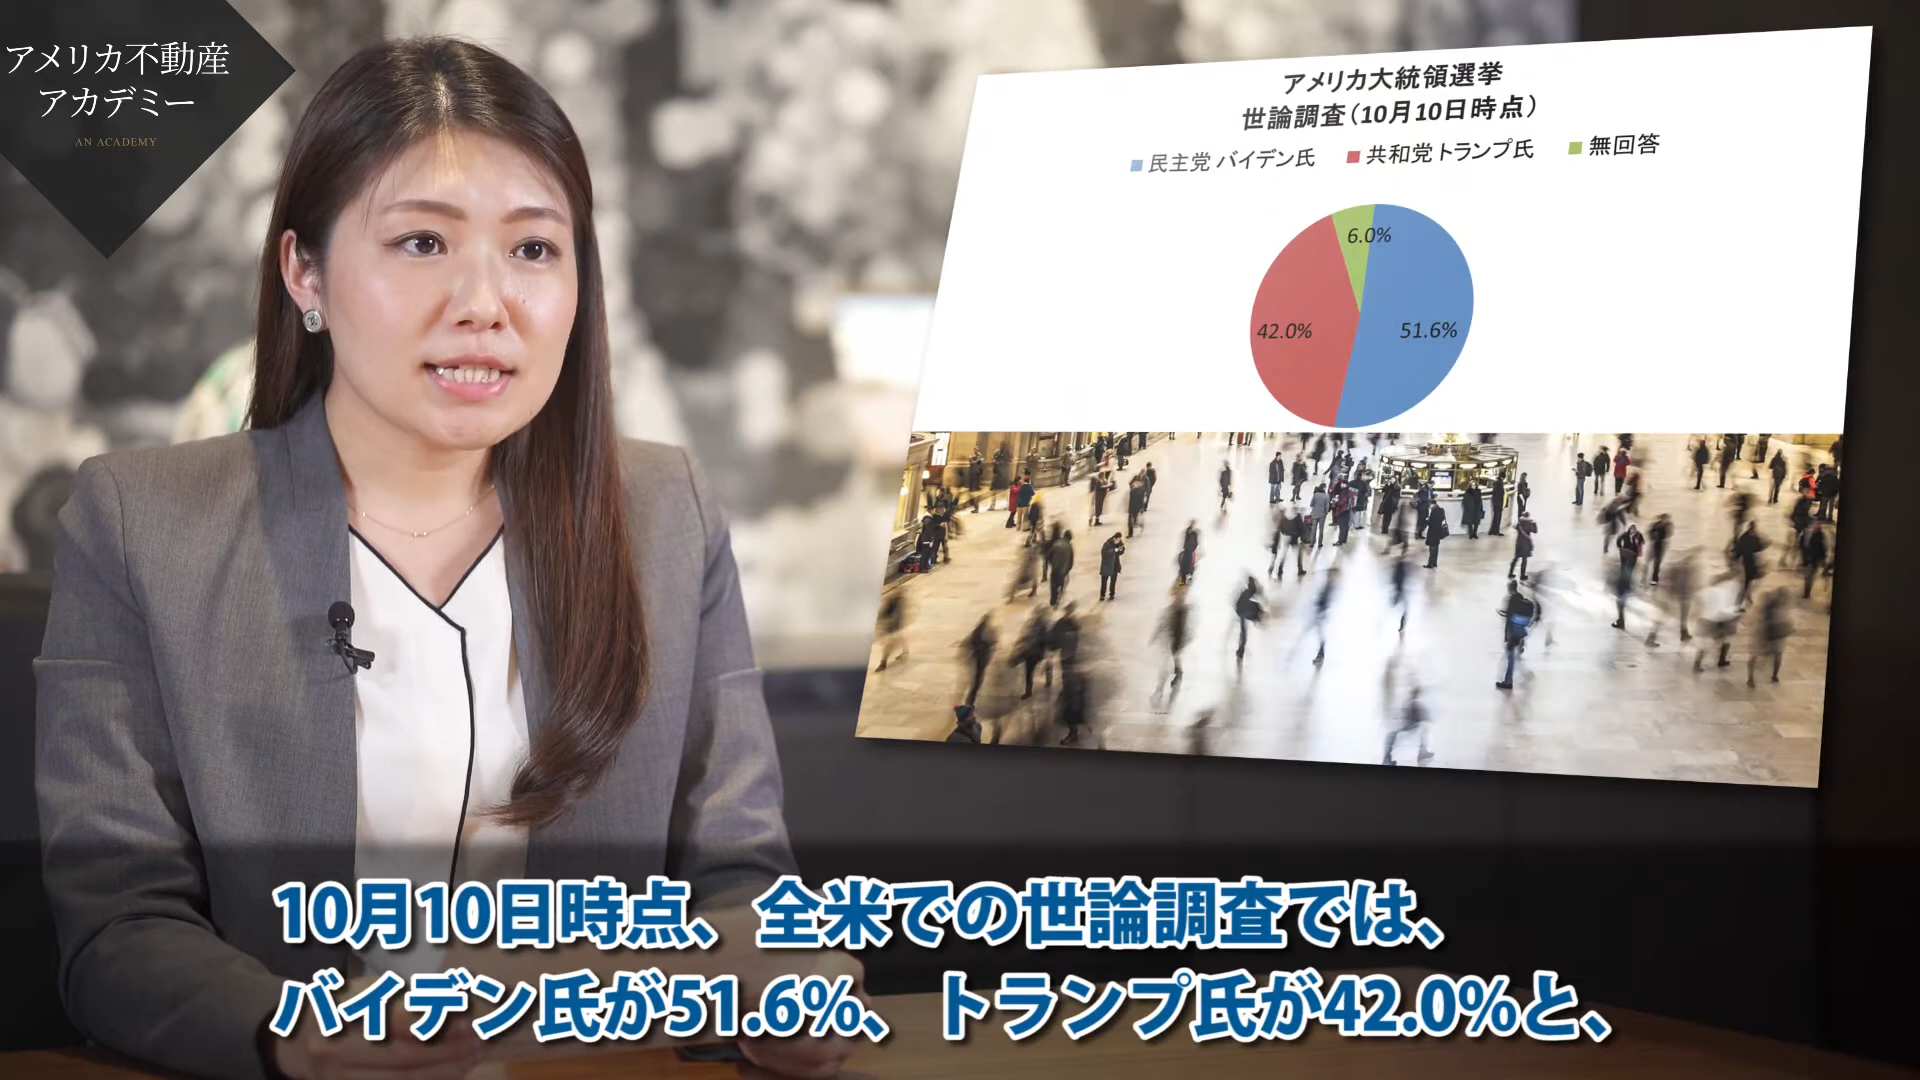 アメリカ不動産
アカデミー
AN ACADEMY
アメリカ大統領選挙
世論調査（10月10日時点）
民主党 バイデン氏 共和党 トランプ氏 無回答
6.0%
42.0% 51.6%
10月10日時点、全米での世論調査では、
バイデン氏が51.6%、トランプ氏が42.0%と、